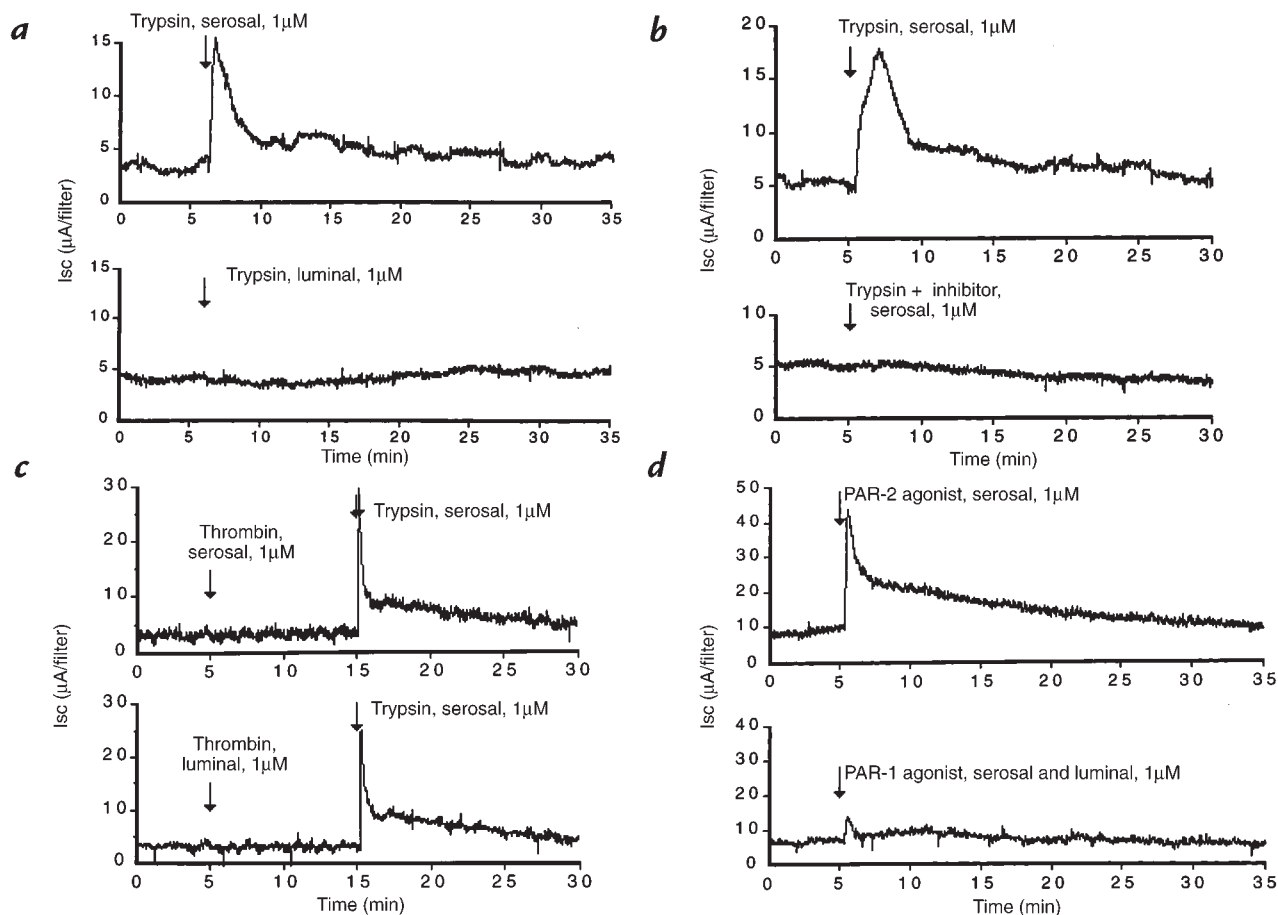 a
Trypsin, serosal, 1μM
15
10
5
0
0 5 10 15 20 25 30 35
Isc (μA/filter)
15
Trypsin, luminal, 1μM
10
5
0
0 5 10 15 20 25 30 35
Time (min)
b
20
Trypsin, serosal, 1μM
15
10
5
0
0 5 10 15 20 25 30
Isc (μA/filter)
Trypsin + inhibitor,
serosal, 1μM
10
5
0
0 5 10 15 20 25 30
Time (min)
c
30
Trypsin, serosal, 1μM
Thrombin,
serosal, 1μM
20
10
0
0 5 10 15 20 25 30
Isc (μA/filter)
30
Trypsin, serosal, 1μM
Thrombin,
luminal, 1μM
20
10
0
0 5 10 15 20 25 30
Time (min)
d
50
PAR-2 agonist, serosal, 1μM
40
30
20
10
0
0 5 10 15 20 25 30 35
Isc (μA/filter)
40
30
PAR-1 agonist, serosal and luminal, 1μM
20
10
0
0 5 10 15 20 25 30 35
Time (min)